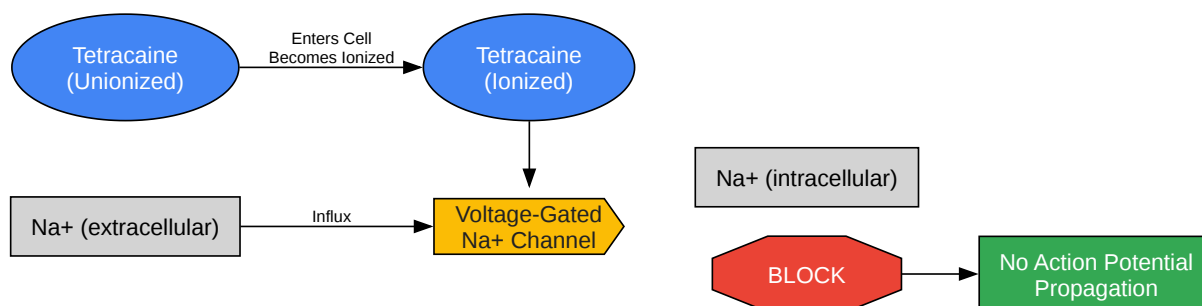 Tetracaine
(Unionized)
Enters Cell
Becomes Ionized
Tetracaine
(Ionized)
Na+ (extracellular)
Influx
Voltage-Gated
Na+ Channel
Na+ (intracellular)
BLOCK
No Action Potential
Propagation